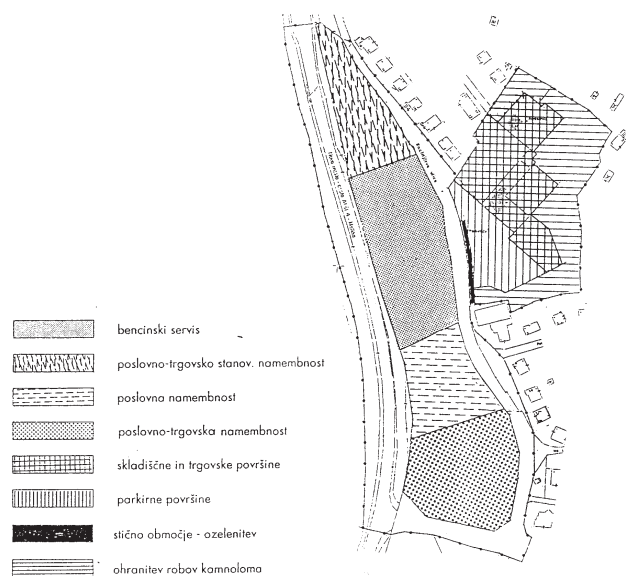 bencinski servis
poslovno-trgovsko stanov. namembnost
poslovna namembnost
poslovno-trgovska namembnost
skladiščne in trgovske površine
parkirne površine
stično območje - ozelenitev
ohranitev robov kamnoloma